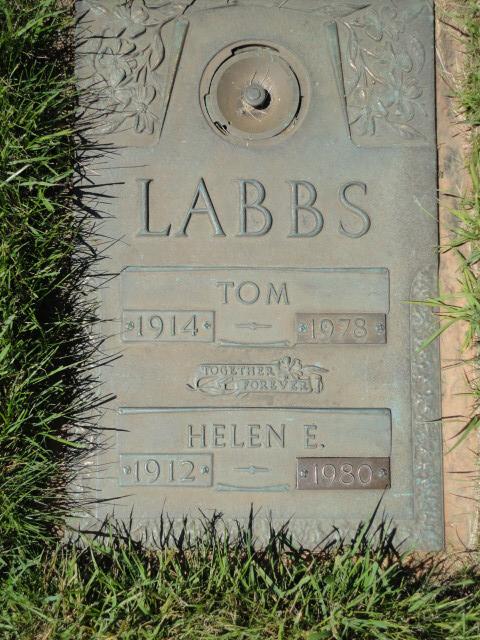 LABBS
TOM
1914 1978
TOGETHER
FOREVER
HELEN E.
1912 1980